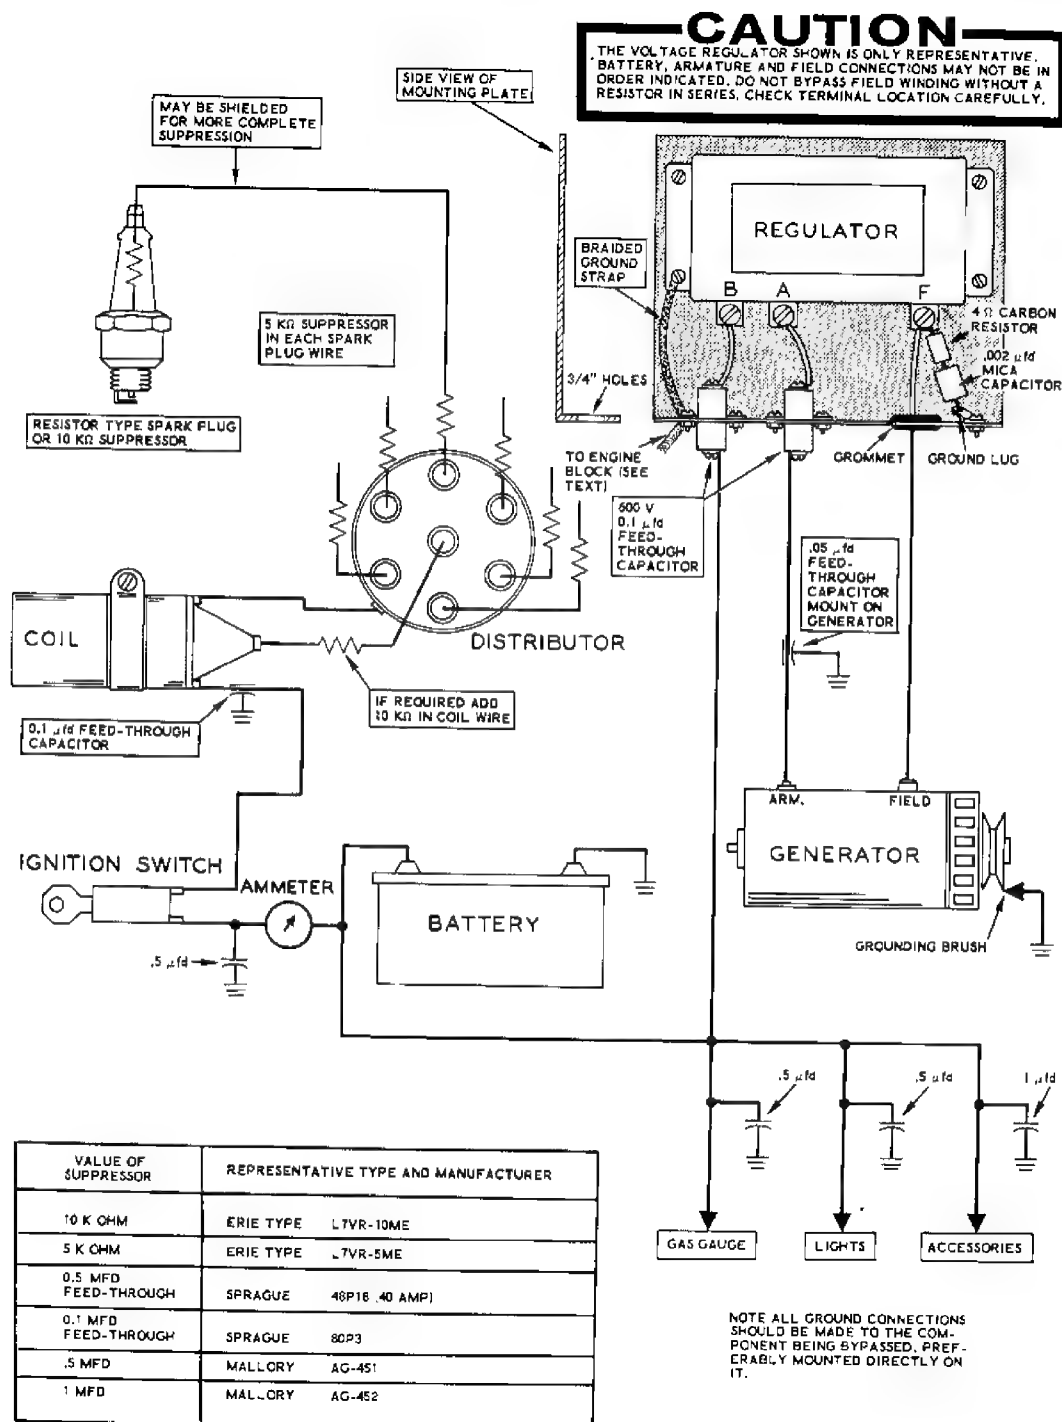 CAUTION
THE VOLTAGE REGULATOR SHOWN IS ONLY REPRESENTATIVE.
BATTERY, ARMATURE AND FIELD CONNECTIONS MAY NOT BE IN
ORDER INDICATED. DO NOT BYPASS FIELD WINDING WITHOUT A
RESISTOR IN SERIES. CHECK TERMINAL LOCATION CAREFULLY.
SIDE VIEW OF
MOUNTING PLATE
MAY BE SHIELDED
FOR MORE COMPLETE
SUPPRESSION
REGULATOR
BRAIDED
GROUND
STRAP
B
A
F
4 Ω CARBON
RESISTOR
.002 µfd
MICA
CAPACITOR
5 KΩ SUPPRESSOR
IN EACH SPARK
PLUG WIRE
3/4" HOLES
RESISTOR TYPE SPARK PLUG
OR 10 KΩ SUPPRESSOR
TO ENGINE
BLOCK (SEE
TEXT)
GROMMET
GROUND LUG
600 V
0.1 µfd
FEED-
THROUGH
CAPACITOR
.05 µfd
FEED-
THROUGH
CAPACITOR
MOUNT ON
GENERATOR
COIL
DISTRIBUTOR
IF REQUIRED ADD
10 KΩ IN COIL WIRE
0.1 µfd FEED-THROUGH
CAPACITOR
ARM.
FIELD
GENERATOR
IGNITION SWITCH
AMMETER
BATTERY
GROUNDING BRUSH
.5 µfd
.5 µfd
.5 µfd
1 µfd
GAS GAUGE
LIGHTS
ACCESSORIES
VALUE OF
SUPPRESSOR
REPRESENTATIVE TYPE AND MANUFACTURER
10 K OHM ERIE TYPE L7VR-10ME
5 K OHM ERIE TYPE L7VR-5ME
0.5 MFD
FEED-THROUGH SPRAGUE 48P18 (40 AMP)
0.1 MFD
FEED-THROUGH SPRAGUE 80P3
.5 MFD MALLORY AG-451
1 MFD MALLORY AG-452
NOTE ALL GROUND CONNECTIONS
SHOULD BE MADE TO THE COM-
PONENT BEING BYPASSED, PREF-
ERABLY MOUNTED DIRECTLY ON
IT.